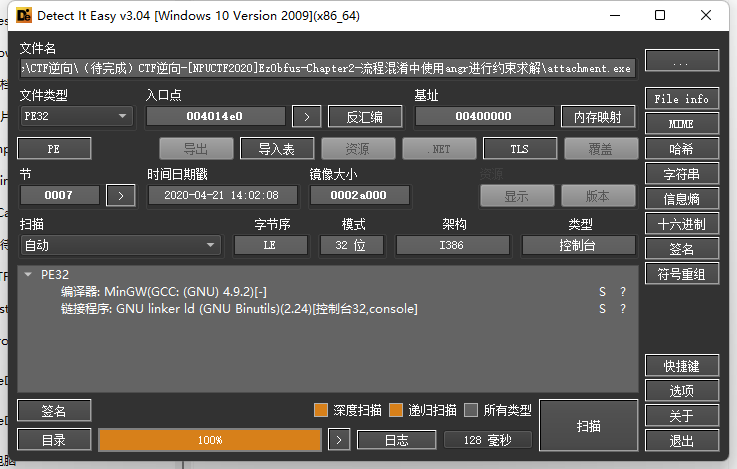 Detect It Easy v3.04 [Windows 10 Version 2009](x86_64)
文件名
:\CTF逆向\（待完成）CTF逆向-[NPUCTF2020]EzObfus-Chapter2-流程混淆中使用angr进行约束求解\attachment.exe
...
文件类型 入口点 基址
PE32 004014e0 > 反汇编 00400000 内存映射
File info
MIME
PE 导出 导入表 资源 .NET TLS 覆盖
哈希
节 时间日期戳 镜像大小 资源
字符串
0007 > 2020-04-21 14:02:08 0002a000 显示 版本
信息熵
扫描 字节序 模式 架构 类型
十六进制
自动 LE 32 位 I386 控制台
签名
PE32
符号重组
编译器: MinGW(GCC: (GNU) 4.9.2)[-] S ?
链接程序: GNU linker ld (GNU Binutils)(2.24)[控制台32,console] S ?
快捷键
选项
签名 深度扫描 递归扫描 所有类型 扫描
关于
目录 100% > 日志 128 毫秒
退出